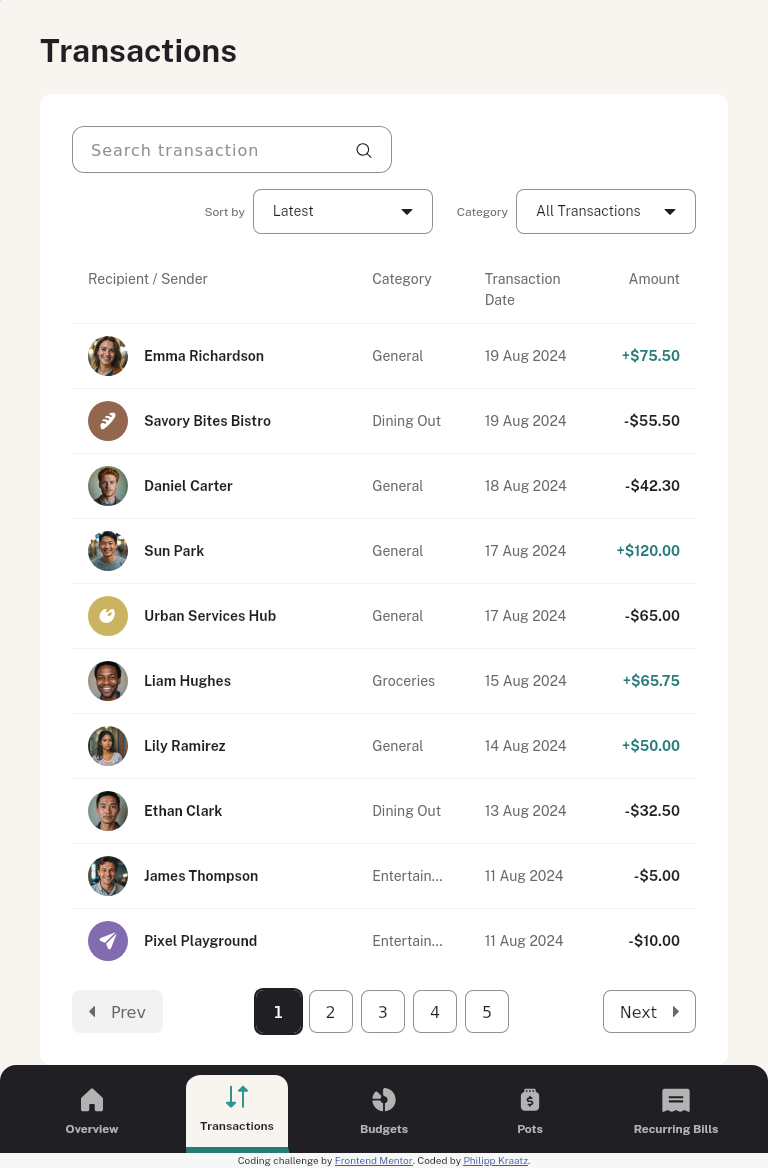 Transactions
Search transaction
Sort by Latest Category All Transactions
Recipient / Sender Category Transaction Date Amount
Emma Richardson General 19 Aug 2024 +$75.50
Savory Bites Bistro Dining Out 19 Aug 2024 -$55.50
Daniel Carter General 18 Aug 2024 -$42.30
Sun Park General 17 Aug 2024 +$120.00
Urban Services Hub General 17 Aug 2024 -$65.00
Liam Hughes Groceries 15 Aug 2024 +$65.75
Lily Ramirez General 14 Aug 2024 +$50.00
Ethan Clark Dining Out 13 Aug 2024 -$32.50
James Thompson Entertain... 11 Aug 2024 -$5.00
Pixel Playground Entertain... 11 Aug 2024 -$10.00
Prev 1 2 3 4 5 Next
Overview Transactions Budgets Pots Recurring Bills
Coding challenge by Frontend Mentor. Coded by Philipp Kraatz.